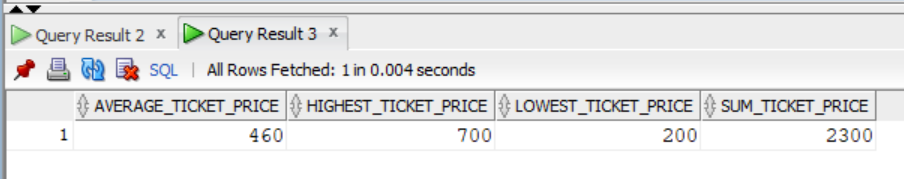 Query Result 2 x Query Result 3 x
SQL | All Rows Fetched: 1 in 0.004 seconds
AVERAGE_TICKET_PRICE HIGHEST_TICKET_PRICE LOWEST_TICKET_PRICE SUM_TICKET_PRICE
1 460 700 200 2300